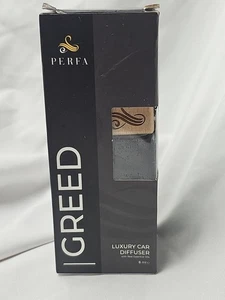 PERFA
GREED
LUXURY CAR
DIFFUSER